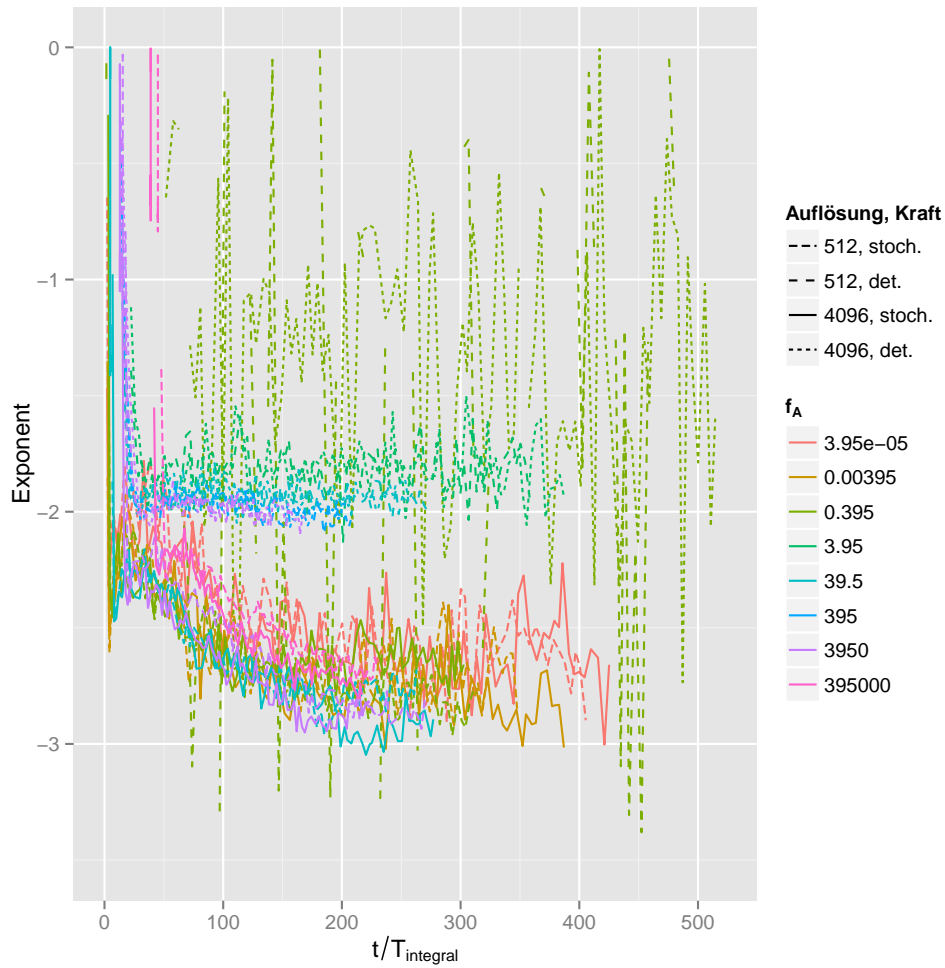 0
−1
−2
−3
Exponent
0
100
200
300
400
500
t/T_integral
Auflösung, Kraft
512, stoch.
512, det.
4096, stoch.
4096, det.
f_A
3.95e−05
0.00395
0.395
3.95
39.5
395
3950
395000